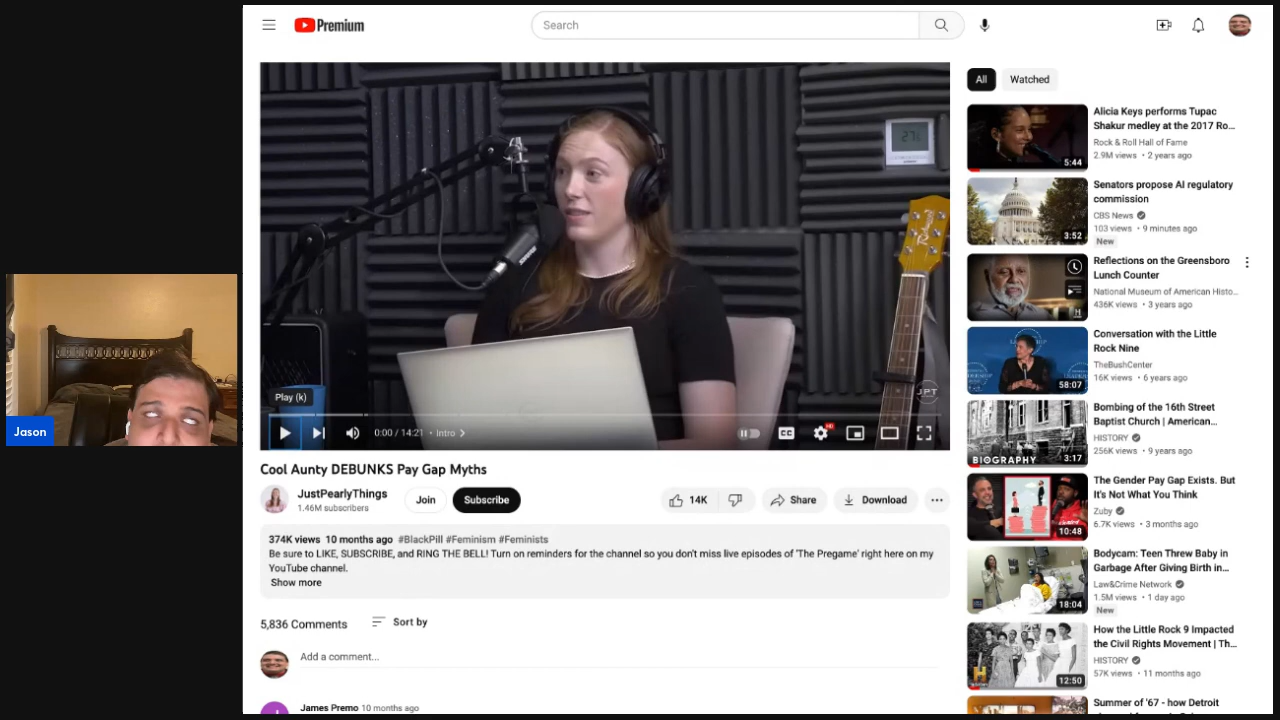 Premium
Search
All
Watched
27
JPT
Play (k)
0:00 / 14:21 • Intro
CC
HD
Cool Aunty DEBUNKS Pay Gap Myths
JustPearlyThings
1.46M subscribers
Join
Subscribe
14K
Share
Download
374K views 10 months ago #BlackPill #Feminism #Feminists
Be sure to LIKE, SUBSCRIBE, and RING THE BELL! Turn on reminders for the channel so you don't miss live episodes of 'The Pregame' right here on my
YouTube channel.
Show more
5,836 Comments
Sort by
Add a comment...
James Premo 10 months ago
Jason
5:44
Alicia Keys performs Tupac
Shakur medley at the 2017 Ro...
Rock & Roll Hall of Fame
2.9M views • 2 years ago
3:52
Senators propose AI regulatory
commission
CBS News
103 views • 9 minutes ago
New
Reflections on the Greensboro
Lunch Counter
National Museum of American Histo...
436K views • 3 years ago
58:07
Conversation with the Little
Rock Nine
TheBushCenter
16K views • 6 years ago
BIOGRAPHY
3:17
Bombing of the 16th Street
Baptist Church | American...
HISTORY
256K views • 9 years ago
10:48
The Gender Pay Gap Exists. But
It's Not What You Think
Zuby
6.7K views • 3 months ago
18:04
Bodycam: Teen Threw Baby in
Garbage After Giving Birth in...
Law&Crime Network
1.5M views • 1 day ago
New
12:50
How the Little Rock 9 Impacted
the Civil Rights Movement | Th...
HISTORY
57K views • 11 months ago
Summer of '67 - how Detroit